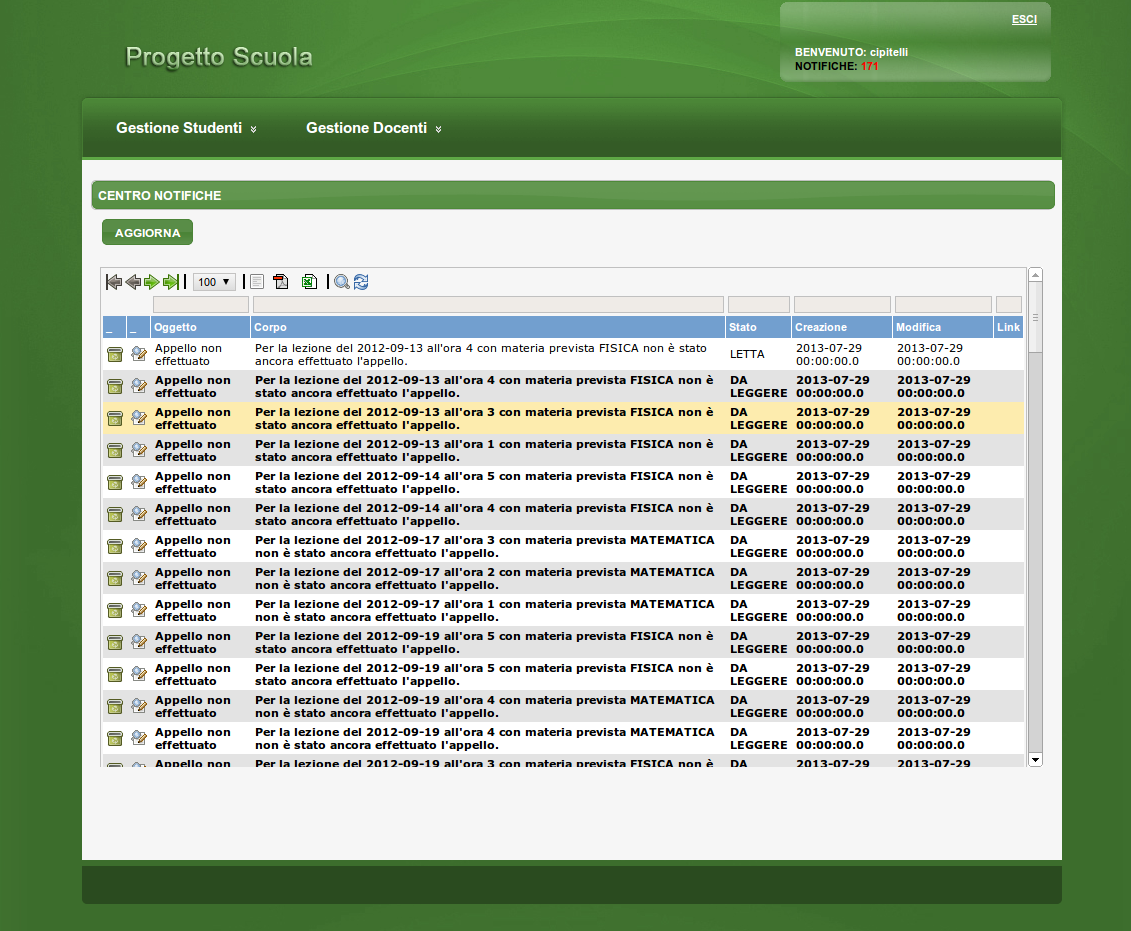 ESCI
Progetto Scuola
BENVENUTO: cipitelli
NOTIFICHE: 171
Gestione Studenti Gestione Docenti
CENTRO NOTIFICHE
AGGIORNA
100
_ _ Oggetto Corpo Stato Creazione Modifica Link
Appello non Per la lezione del 2012-09-13 all'ora 4 con materia prevista FISICA non è stato LETTA 2013-07-29 2013-07-29
effettuato ancora effettuato l'appello. 00:00:00.0 00:00:00.0
Appello non Per la lezione del 2012-09-13 all'ora 4 con materia prevista FISICA non è DA 2013-07-29 2013-07-29
effettuato stato ancora effettuato l'appello. LEGGERE 00:00:00.0 00:00:00.0
Appello non Per la lezione del 2012-09-13 all'ora 3 con materia prevista FISICA non è DA 2013-07-29 2013-07-29
effettuato stato ancora effettuato l'appello. LEGGERE 00:00:00.0 00:00:00.0
Appello non Per la lezione del 2012-09-13 all'ora 1 con materia prevista FISICA non è DA 2013-07-29 2013-07-29
effettuato stato ancora effettuato l'appello. LEGGERE 00:00:00.0 00:00:00.0
Appello non Per la lezione del 2012-09-14 all'ora 5 con materia prevista FISICA non è DA 2013-07-29 2013-07-29
effettuato stato ancora effettuato l'appello. LEGGERE 00:00:00.0 00:00:00.0
Appello non Per la lezione del 2012-09-14 all'ora 4 con materia prevista FISICA non è DA 2013-07-29 2013-07-29
effettuato stato ancora effettuato l'appello. LEGGERE 00:00:00.0 00:00:00.0
Appello non Per la lezione del 2012-09-17 all'ora 3 con materia prevista MATEMATICA DA 2013-07-29 2013-07-29
effettuato non è stato ancora effettuato l'appello. LEGGERE 00:00:00.0 00:00:00.0
Appello non Per la lezione del 2012-09-17 all'ora 2 con materia prevista MATEMATICA DA 2013-07-29 2013-07-29
effettuato non è stato ancora effettuato l'appello. LEGGERE 00:00:00.0 00:00:00.0
Appello non Per la lezione del 2012-09-17 all'ora 1 con materia prevista MATEMATICA DA 2013-07-29 2013-07-29
effettuato non è stato ancora effettuato l'appello. LEGGERE 00:00:00.0 00:00:00.0
Appello non Per la lezione del 2012-09-19 all'ora 5 con materia prevista FISICA non è DA 2013-07-29 2013-07-29
effettuato stato ancora effettuato l'appello. LEGGERE 00:00:00.0 00:00:00.0
Appello non Per la lezione del 2012-09-19 all'ora 5 con materia prevista FISICA non è DA 2013-07-29 2013-07-29
effettuato stato ancora effettuato l'appello. LEGGERE 00:00:00.0 00:00:00.0
Appello non Per la lezione del 2012-09-19 all'ora 4 con materia prevista MATEMATICA DA 2013-07-29 2013-07-29
effettuato non è stato ancora effettuato l'appello. LEGGERE 00:00:00.0 00:00:00.0
Appello non Per la lezione del 2012-09-19 all'ora 4 con materia prevista MATEMATICA DA 2013-07-29 2013-07-29
effettuato non è stato ancora effettuato l'appello. LEGGERE 00:00:00.0 00:00:00.0
Appello non Per la lezione del 2012-09-19 all'ora 3 con materia prevista FISICA non è DA 2013-07-29 2013-07-29